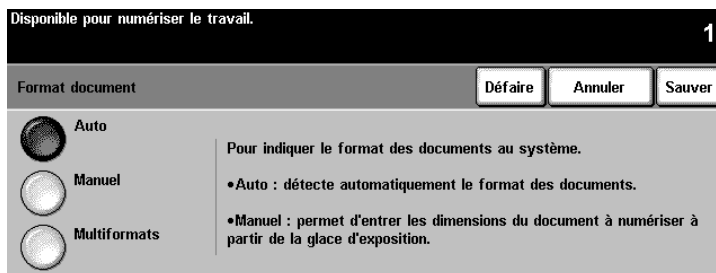 Disponible pour numériser le travail.
1
Format document
Défaire
Annuler
Sauver
Auto
Manuel
Multiformats
Pour indiquer le format des documents au système.
•Auto : détecte automatiquement le format des documents.
•Manuel : permet d'entrer les dimensions du document à numériser à
partir de la glace d'exposition.